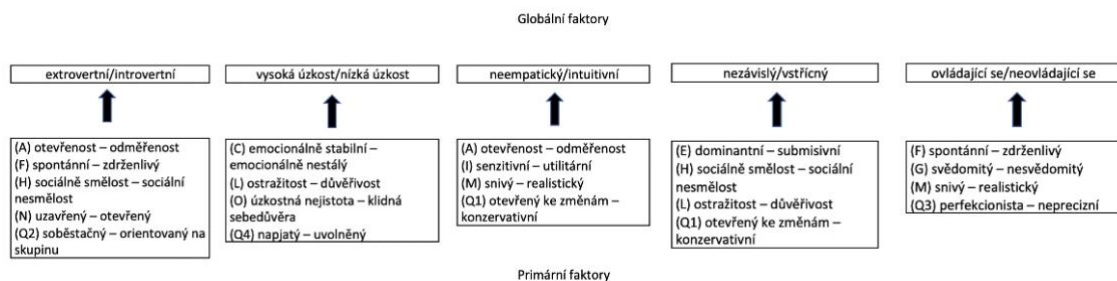 Globální faktory
extrovertní/introvertní
vysoká úzkost/nízká úzkost
neempatický/intuitivní
nezávislý/vstřícný
ovládající se/neovládající se
(A) otevřenost – odměřenost
(F) spontánní – zdrženlivý
(H) sociálně smělost – sociální
nesmělost
(N) uzavřený – otevřený
(Q2) soběstačný – orientovaný na
skupinu
(C) emocionálně stabilní –
emocionálně nestálý
(L) ostražitost – důvěřivost
(O) úzkostná nejistota – klidná
sebedůvěra
(Q4) napjatý – uvolněný
(A) otevřenost – odměřenost
(I) senzitivní – utilitární
(M) snivý – realistický
(Q1) otevřený ke změnám –
konzervativní
(E) dominantní – submisivní
(H) sociálně smělost – sociální
nesmělost
(L) ostražitost – důvěřivost
(Q1) otevřený ke změnám –
konzervativní
(F) spontánní – zdrženlivý
(G) svědomitý – nesvědomitý
(M) snivý – realistický
(Q3) perfekcionista – neprecizní
Primární faktory